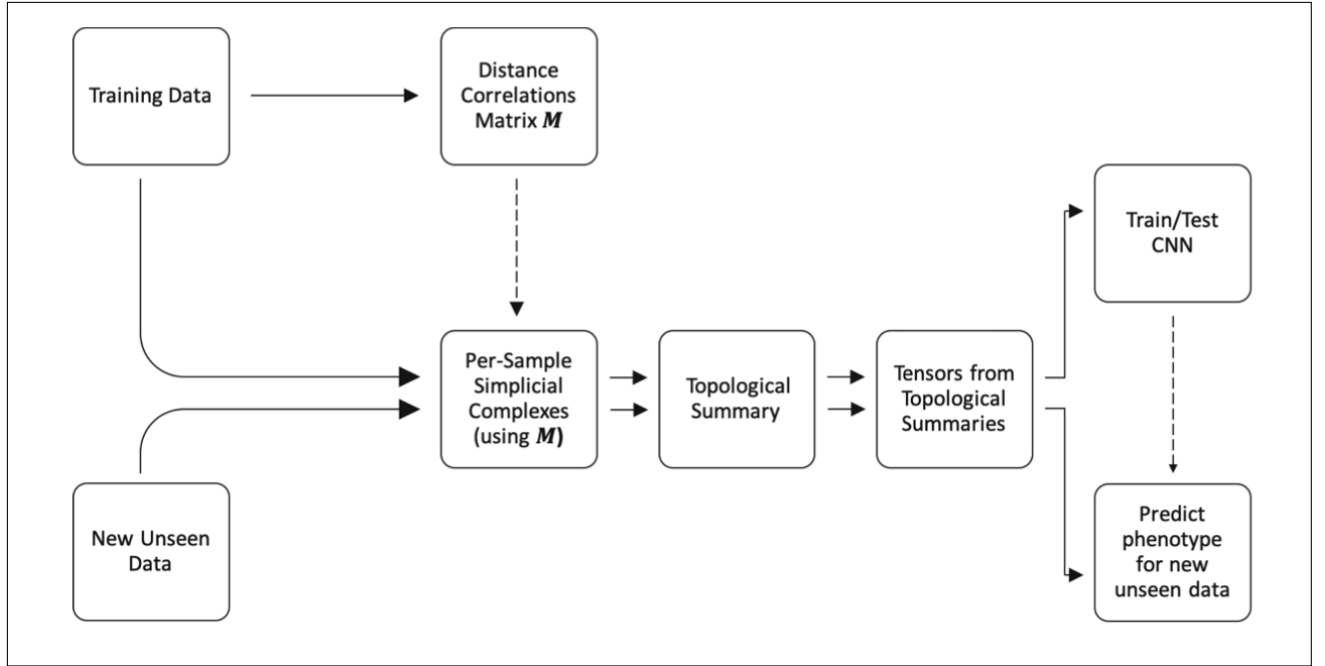 Training Data
Distance
Correlations
Matrix M
Train/Test
CNN
Per-Sample
Simplicial
Complexes
(using M)
Topological
Summary
Tensors from
Topological
Summaries
New Unseen
Data
Predict
phenotype
for new
unseen data